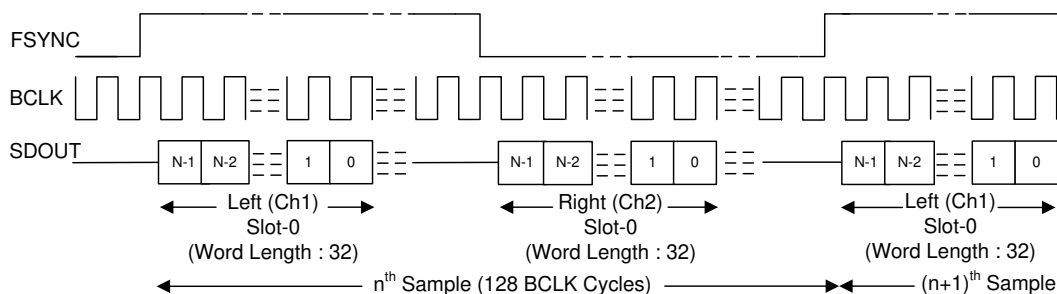 FSYNC
BCLK
SDOUT
N-1 N-2 1 0 N-1 N-2 1 0 N-1 N-2 1 0
Left (Ch1) Right (Ch2) Left (Ch1)
Slot-0 Slot-0 Slot-0
(Word Length : 32) (Word Length : 32) (Word Length : 32)
nth Sample (128 BCLK Cycles) (n+1)th Sample